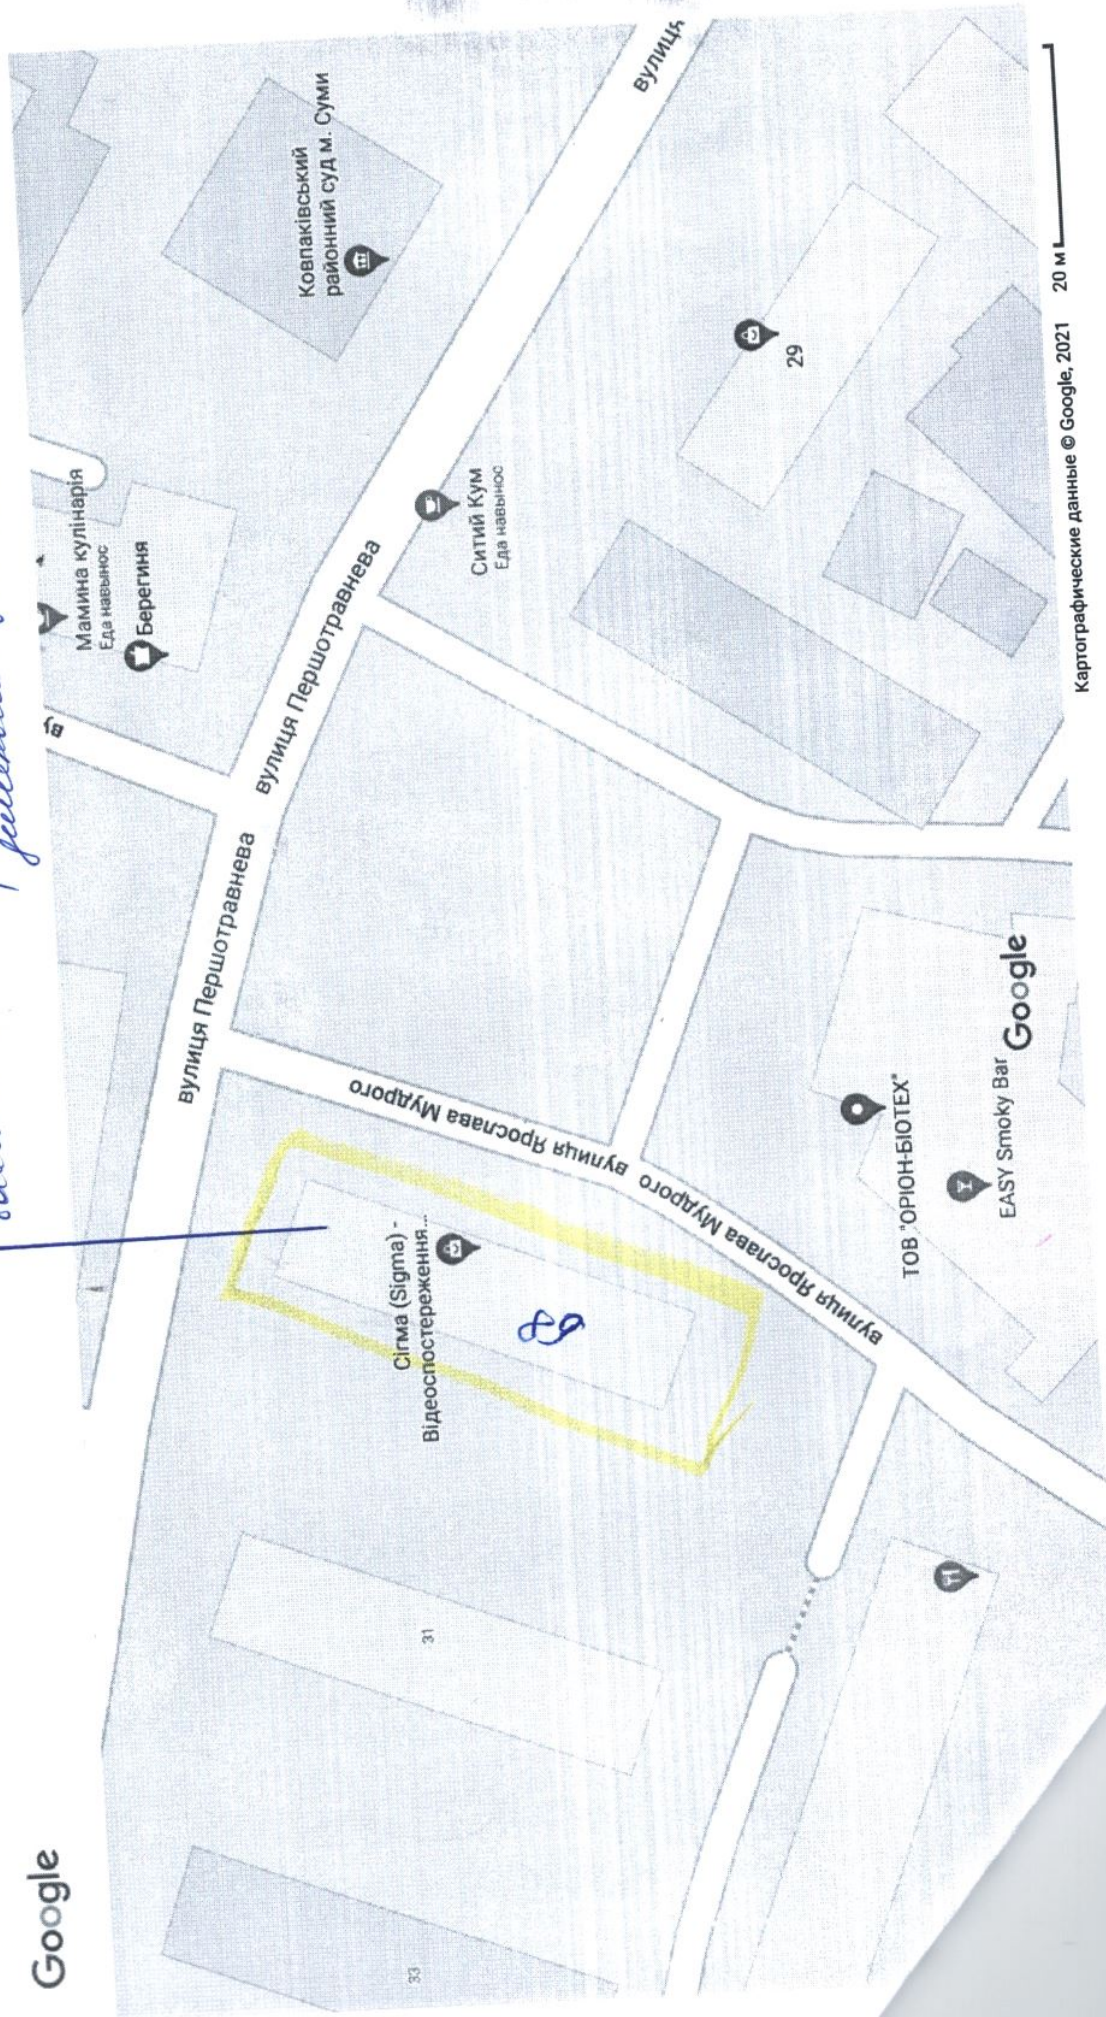 Google
вулиця
Ковпаківський
районний суд м. Суми
Мамина кулінарія
Еда навынос
Берегиня
ву
вулиця Першотравнева
вулиця Першотравнева
Ситий Кум
Еда навынос
29
вулиця Ярослава Мудрого
вулиця Ярослава Мудрого
Сігма (Sigma) -
Відеоспостереження...
89
31
33
ТОВ "ОРІОН-БІОТЕХ"
EASY Smoky Bar
Google
Картографические данные © Google, 2021
20 м